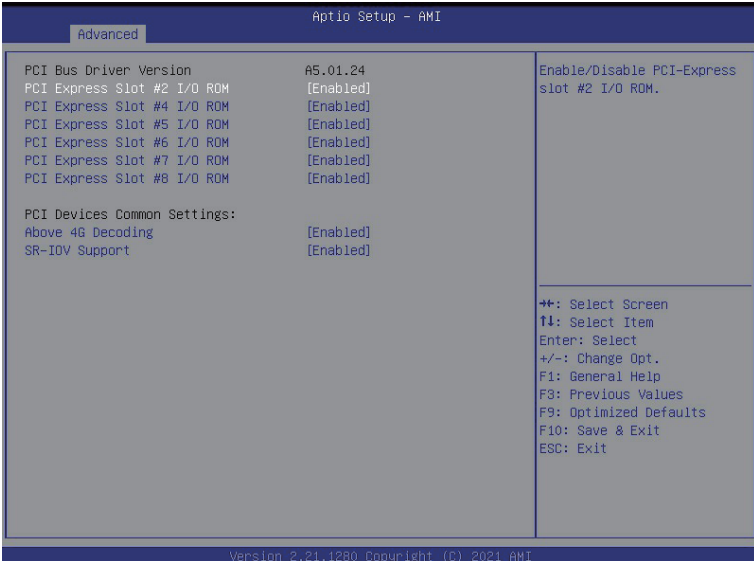 Aptio Setup – AMI
Advanced
PCI Bus Driver Version A5.01.24
PCI Express Slot #2 I/O ROM [Enabled]
PCI Express Slot #4 I/O ROM [Enabled]
PCI Express Slot #5 I/O ROM [Enabled]
PCI Express Slot #6 I/O ROM [Enabled]
PCI Express Slot #7 I/O ROM [Enabled]
PCI Express Slot #8 I/O ROM [Enabled]
PCI Devices Common Settings:
Above 4G Decoding [Enabled]
SR-IOV Support [Enabled]
Enable/Disable PCI-Express
slot #2 I/O ROM.
→←: Select Screen
↑↓: Select Item
Enter: Select
+/-: Change Opt.
F1: General Help
F3: Previous Values
F9: Optimized Defaults
F10: Save & Exit
ESC: Exit
Version 2.21.1280 Copyright (C) 2021 AMI